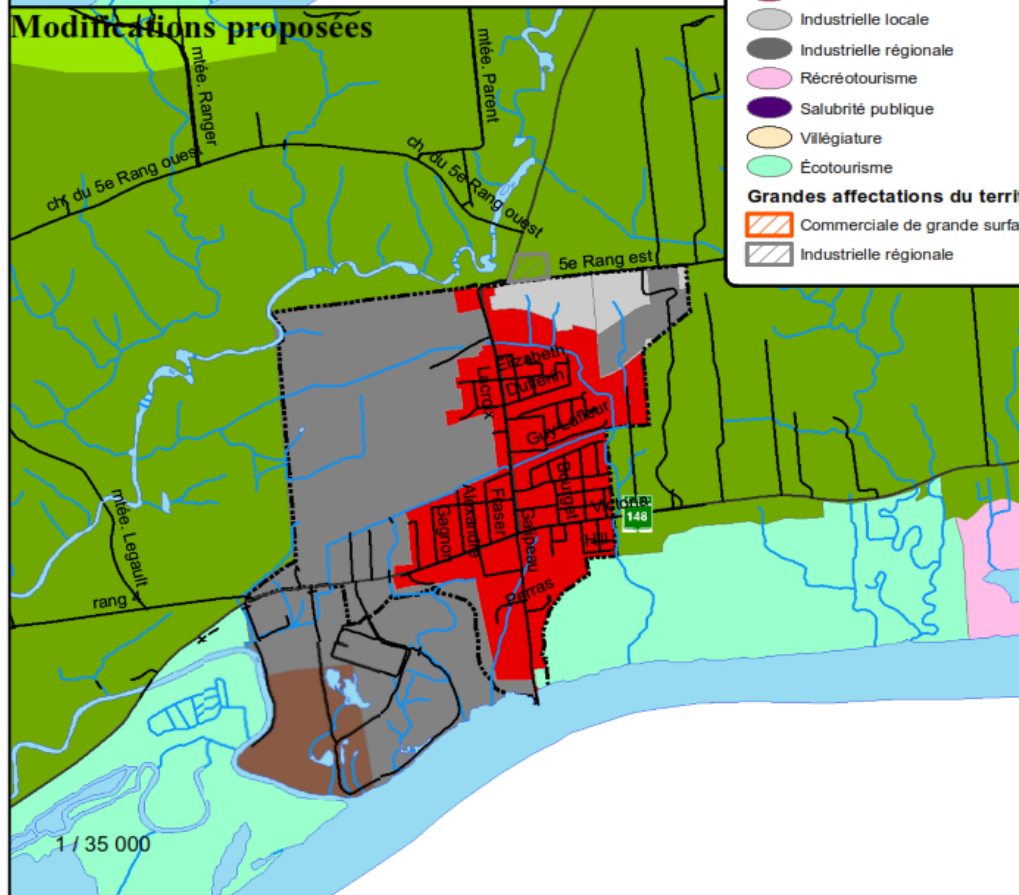 Modifications proposées
Industrielle locale
Industrielle régionale
Récréotourisme
Salubrité publique
Villégiature
Écotourisme
Grandes affectations du terri
Commerciale de grande surfa
Industrielle régionale
mtée. Ranger
mtée. Parent
ch. du 5e Rang ouest
ch. du 5e Rang ouest
5e Rang est
Elizabeth
Dufferin
Lacroix
Guy Lafleur
Bourget
Victoria
148
Alexandre
Fraser
Gagnon
Galipeau
Hill
Perras
mtée. Legault
rang 4
1 / 35 000